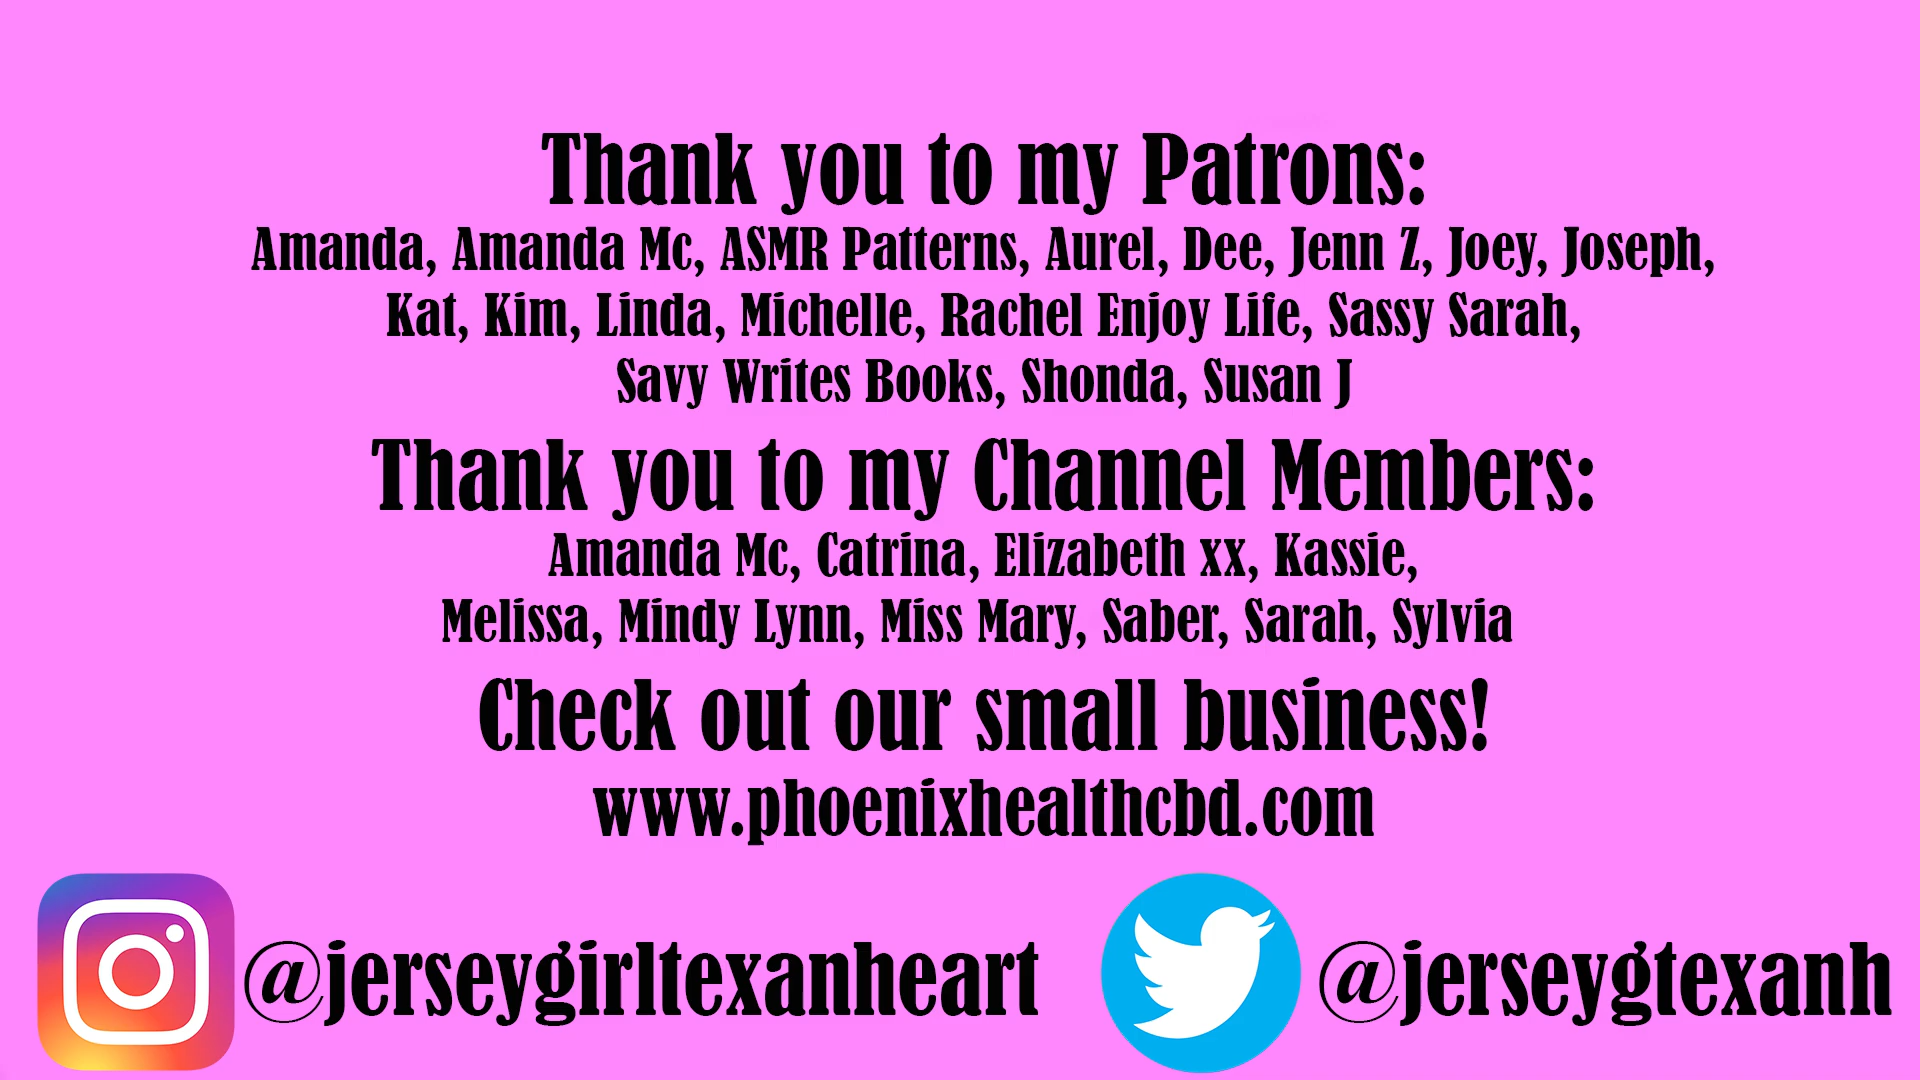 Thank you to my Patrons:
Amanda, Amanda Mc, ASMR Patterns, Aurel, Dee, Jenn Z, Joey, Joseph,
Kat, Kim, Linda, Michelle, Rachel Enjoy Life, Sassy Sarah,
Savy Writes Books, Shonda, Susan J
Thank you to my Channel Members:
Amanda Mc, Catrina, Elizabeth xx, Kassie,
Melissa, Mindy Lynn, Miss Mary, Saber, Sarah, Sylvia
Check out our small business!
www.phoenixhealthcbd.com
@jerseygirltexanheart
@jerseygtexanh